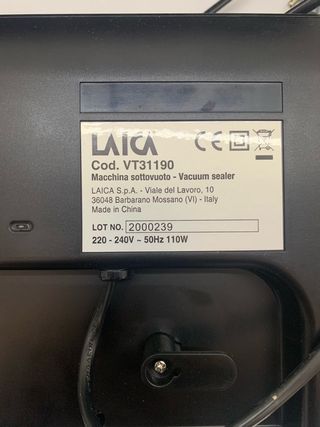 LAICA
Cod. VT31190
Macchina sottovuoto - Vacuum sealer
LAICA S.p.A. - Viale del Lavoro, 10
36048 Barbarano Mossano (VI) - Italy
Made in China
LOT NO. 2000239
220 - 240V ~ 50Hz 110W